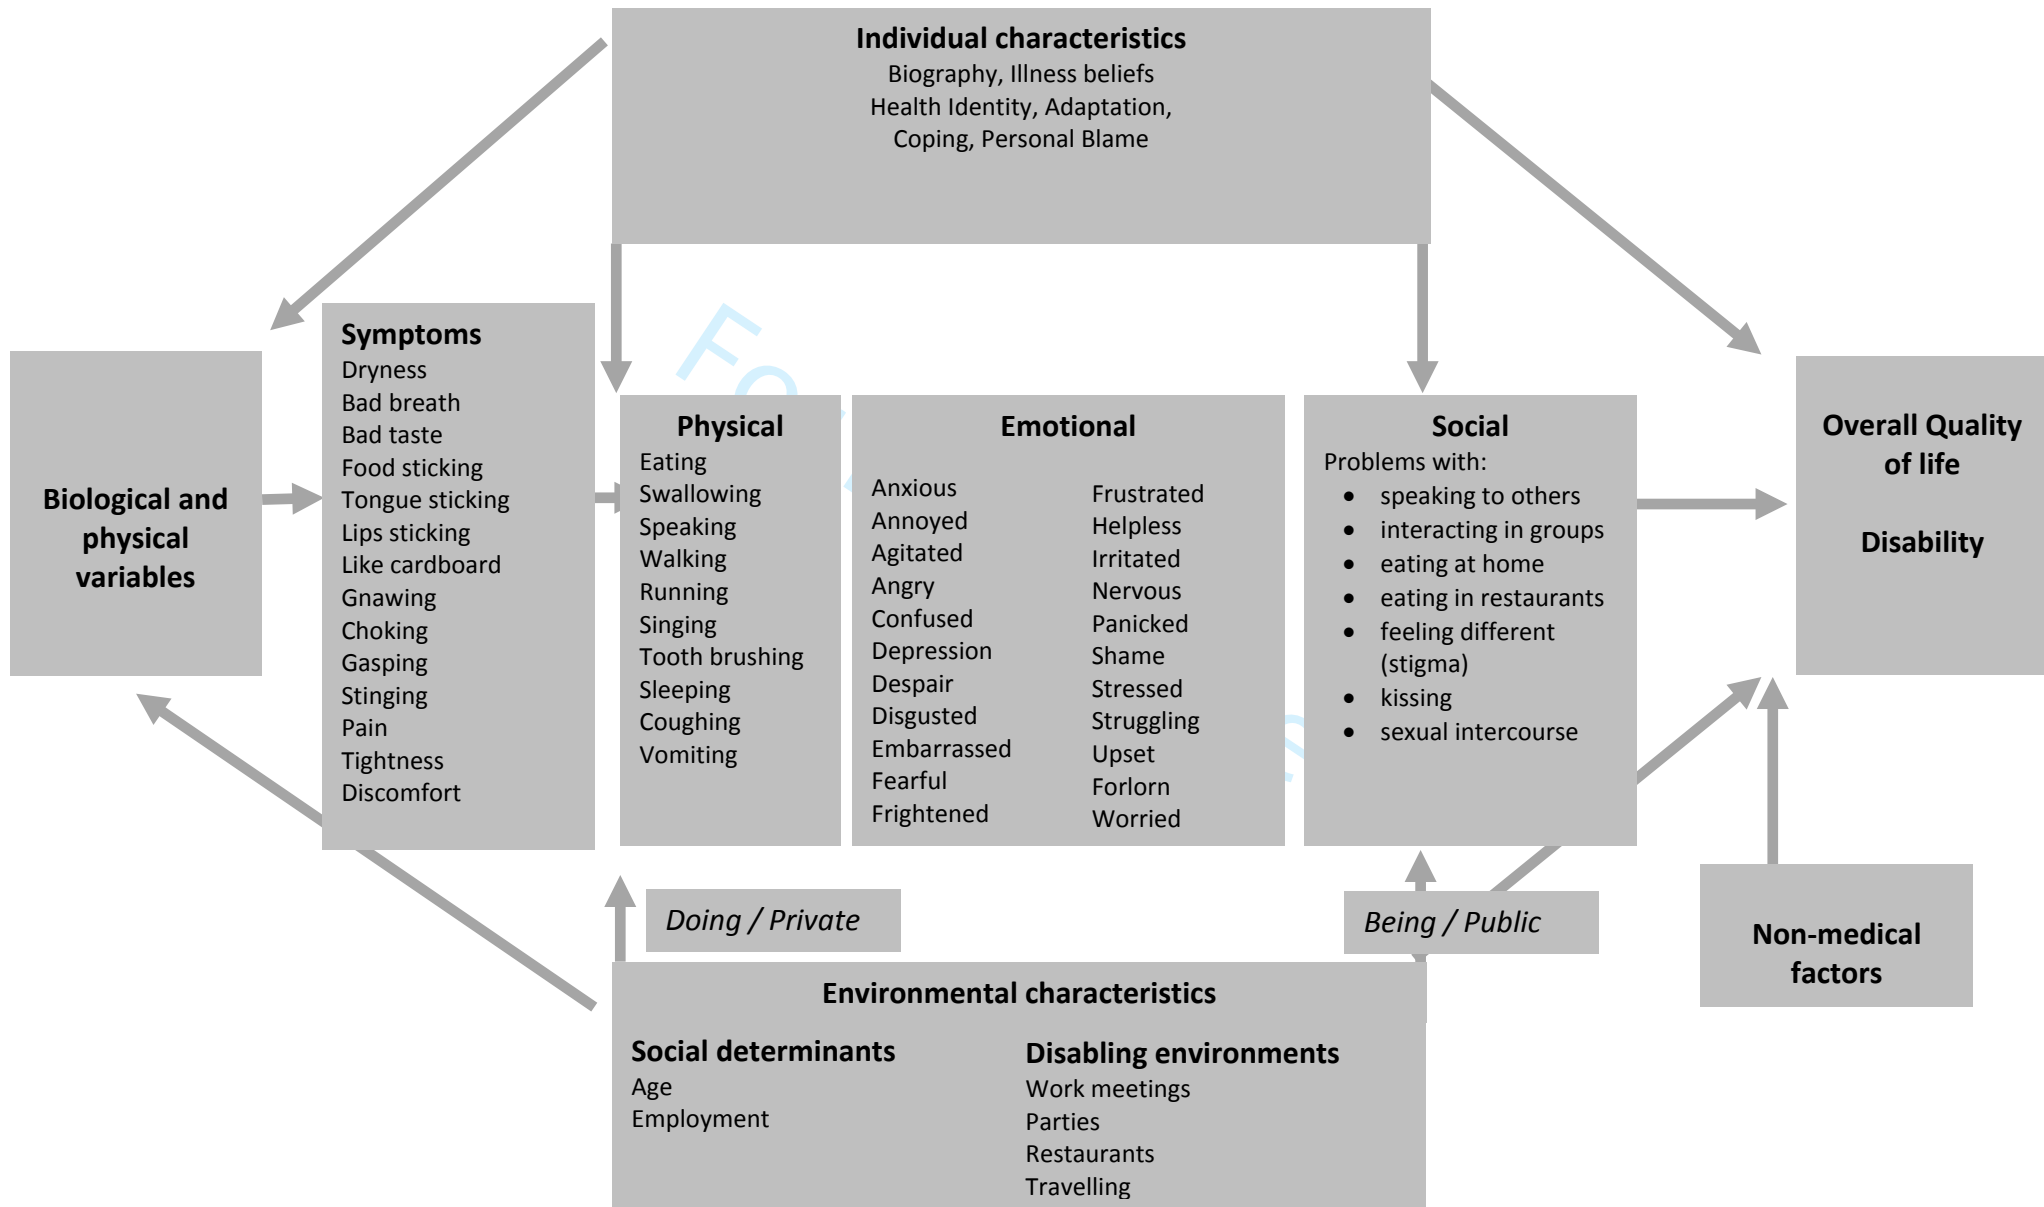 Individual characteristics
Biography, Illness beliefs
Health Identity, Adaptation,
Coping, Personal Blame
Biological and
physical
variables
Symptoms
Dryness
Bad breath
Bad taste
Food sticking
Tongue sticking
Lips sticking
Like cardboard
Gnawing
Choking
Gasping
Stinging
Pain
Tightness
Discomfort
Physical
Eating
Swallowing
Speaking
Walking
Running
Singing
Tooth brushing
Sleeping
Coughing
Vomiting
Emotional
Anxious
Annoyed
Agitated
Angry
Confused
Depression
Despair
Disgusted
Embarrassed
Fearful
Frightened
Frustrated
Helpless
Irritated
Nervous
Panicked
Shame
Stressed
Struggling
Upset
Forlorn
Worried
Social
Problems with:
• speaking to others
• interacting in groups
• eating at home
• eating in restaurants
• feeling different
(stigma)
• kissing
• sexual intercourse
Overall Quality
of life
Disability
Doing / Private
Being / Public
Non-medical
factors
Environmental characteristics
Social determinants
Age
Employment
Disabling environments
Work meetings
Parties
Restaurants
Travelling